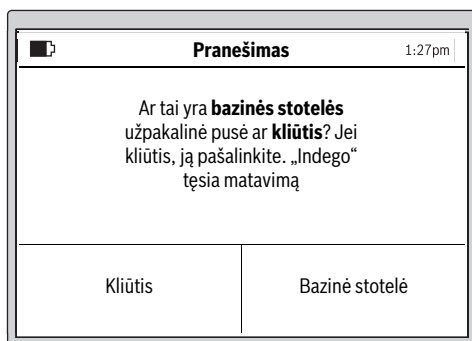 Pranešimas 1:27pm
Ar tai yra bazinės stotelės
užpakalinė pusė ar kliūtis? Jei
kliūtis, ją pašalinkite. „Indego“
tęsia matavimą
Kliūtis Bazinė stotelė